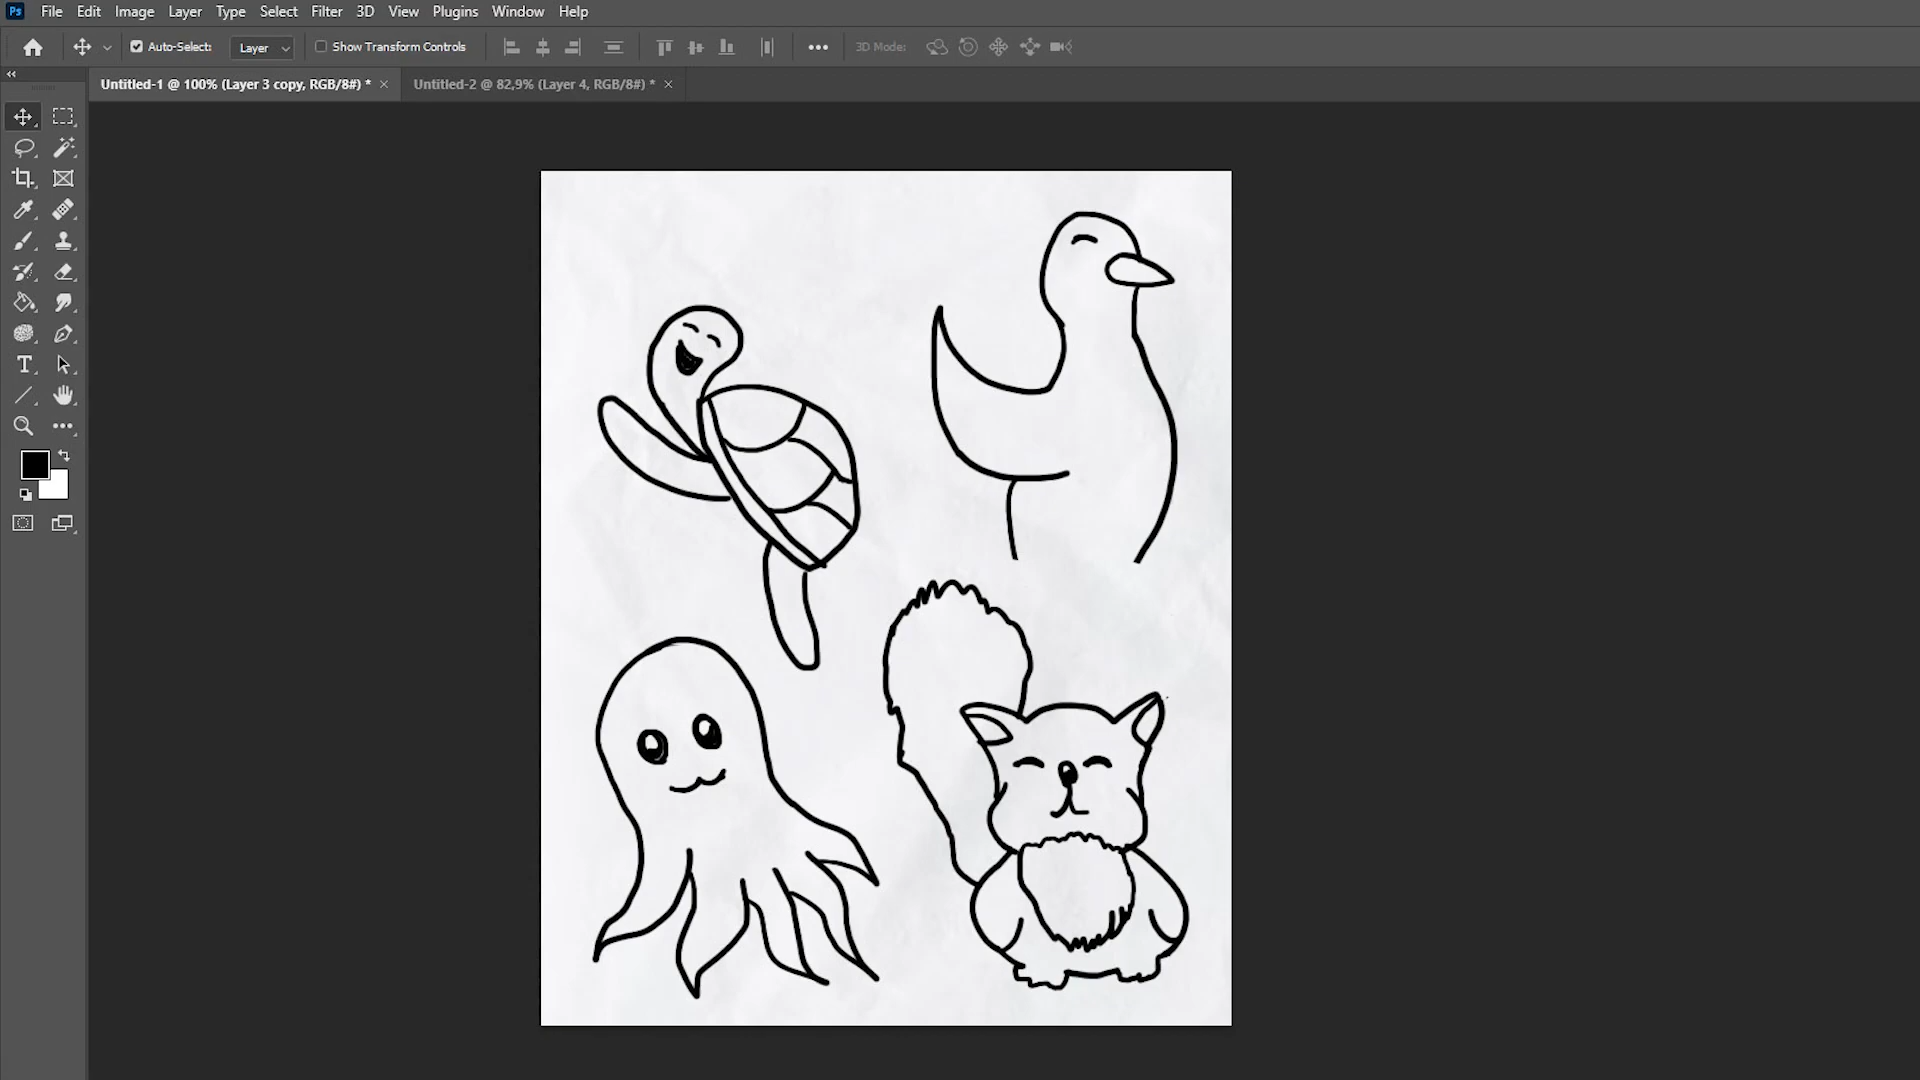 Ps File Edit Image Layer Type Select Filter 3D View Plugins Window Help
Auto-Select: Layer Show Transform Controls 3D Mode:
Untitled-1 @ 100% (Layer 3 copy, RGB/8#) * Untitled-2 @ 82,9% (Layer 4, RGB/8#) *
T